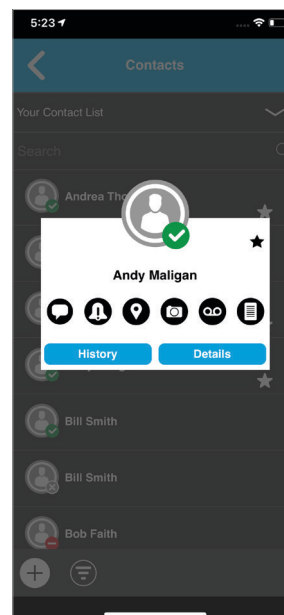 5:23
Contacts
Your Contact List
Search
Andrea Tho
Andy Maligan
History
Details
Bill Smith
Bill Smith
Bob Faith